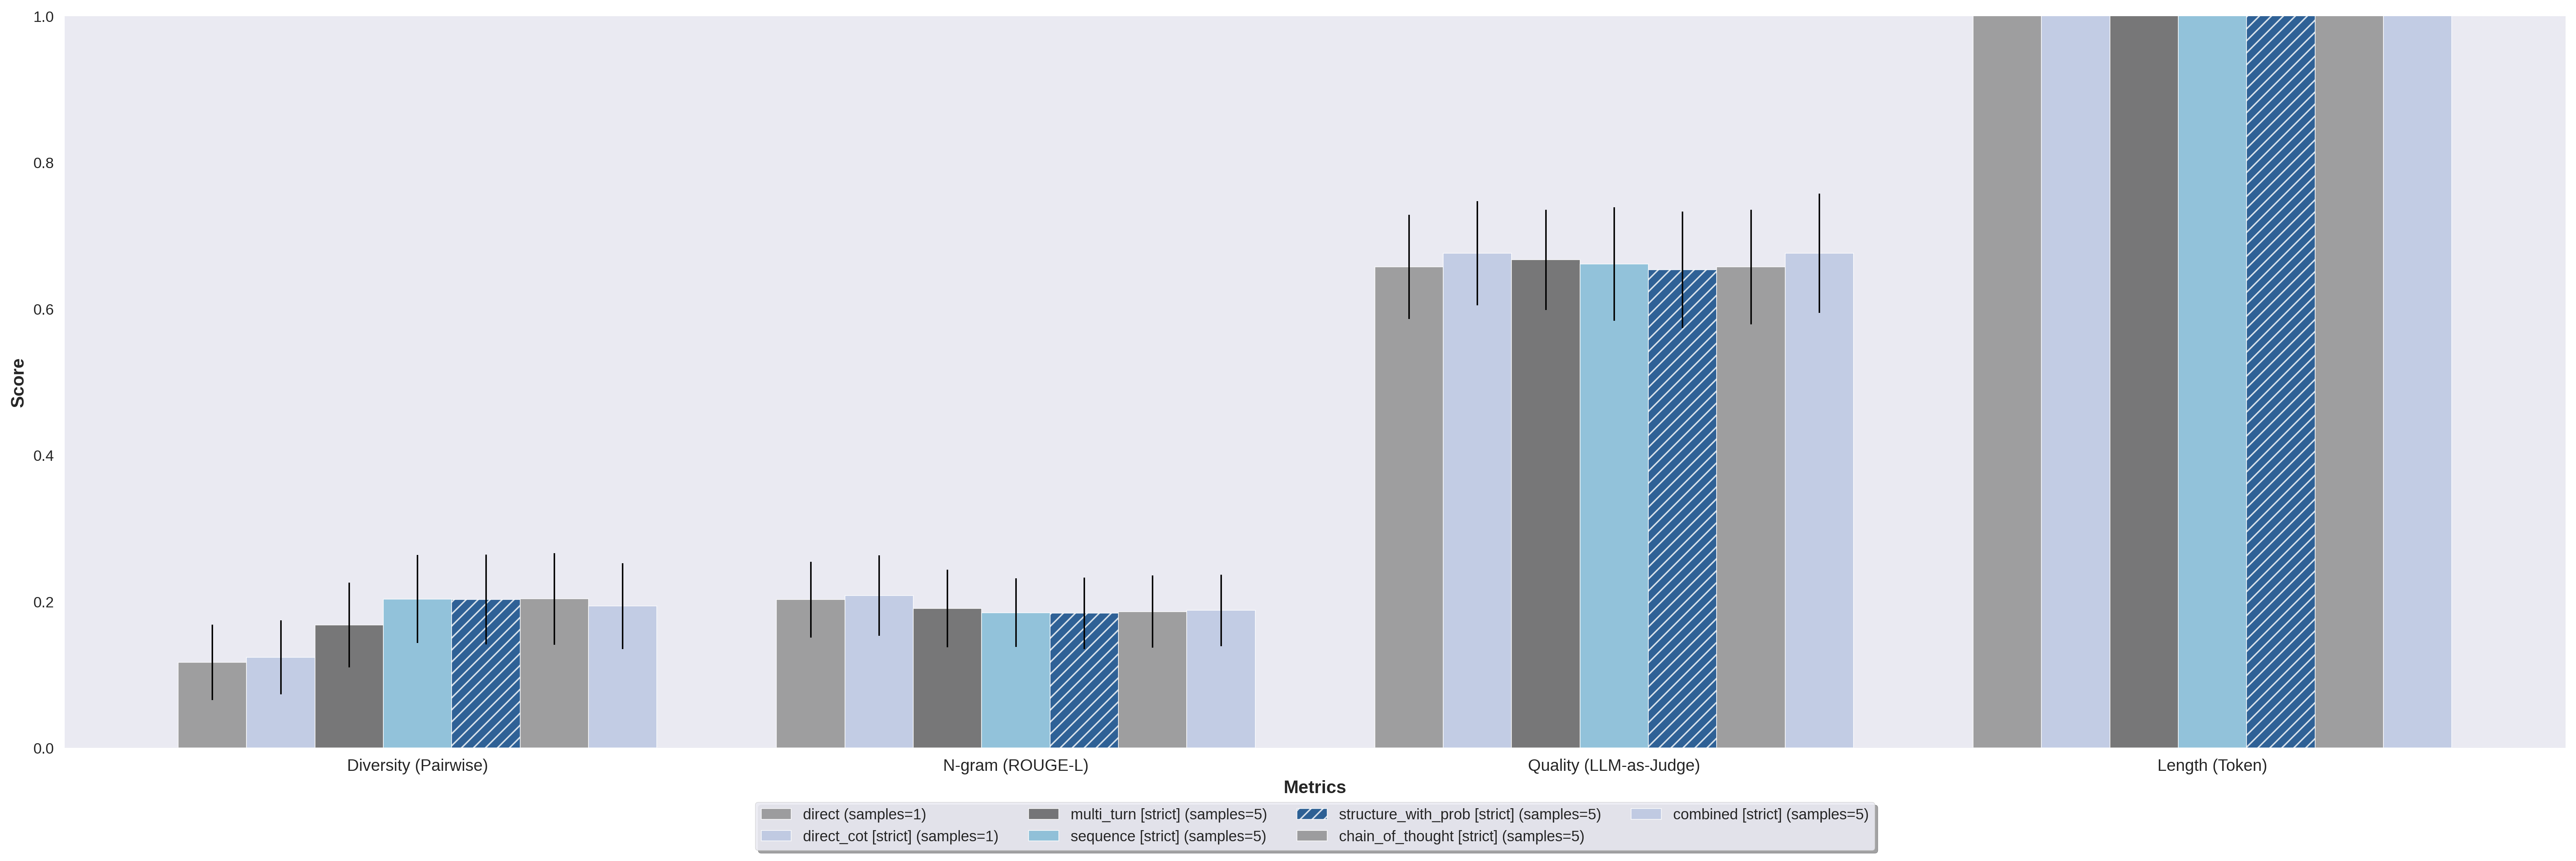 1.0
0.8
0.6
0.4
0.2
0.0
Score
Diversity (Pairwise)
N-gram (ROUGE-L)
Quality (LLM-as-Judge)
Length (Token)
Metrics
direct (samples=1)
direct_cot [strict] (samples=1)
multi_turn [strict] (samples=5)
sequence [strict] (samples=5)
structure_with_prob [strict] (samples=5)
chain_of_thought [strict] (samples=5)
combined [strict] (samples=5)